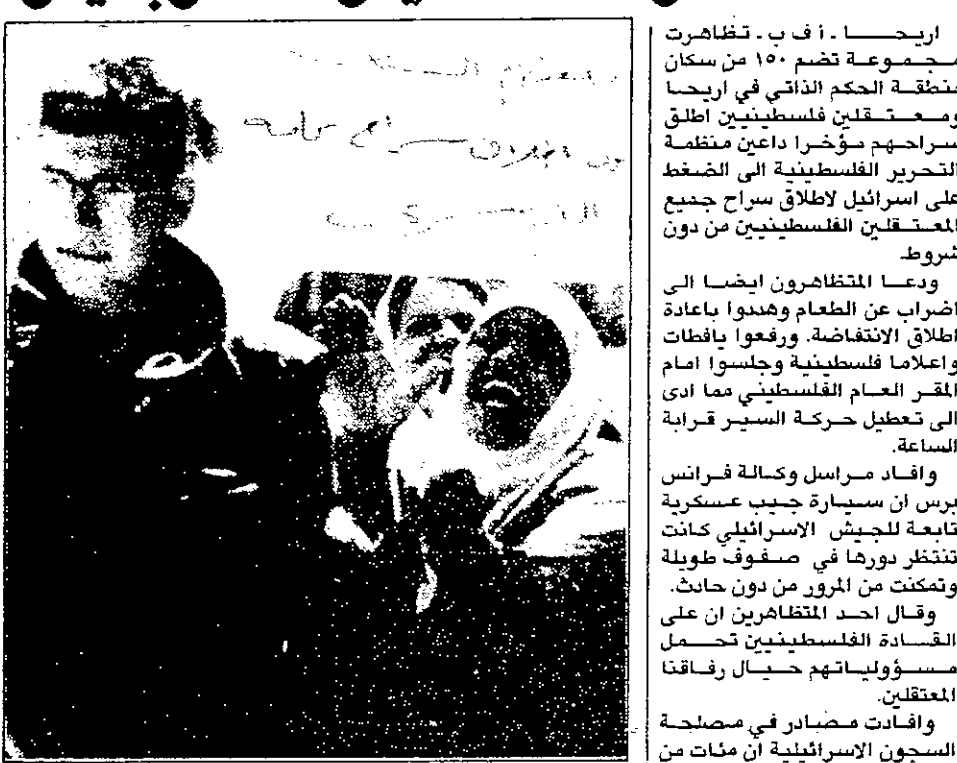 اريحا ـ أ ف ب ـ تظاهرت
مجموعة تضم ١٥٠ من سكان
منطقة الحكم الذاتي في اريحا
ومعتقلين فلسطينيين اطلق
سراحهم مؤخرا داعين منظمة
التحرير الفلسطينية الى الضغط
على اسرائيل لاطلاق سراح جميع
المعتقلين الفلسطينيين من دون
شروط.
ودعا المتظاهرون ايضا الى
اضراب عن الطعام وهددوا باعادة
اطلاق الانتفاضة. ورفعوا يافطات
واعلاما فلسطينية وجلسوا امام
المقر العام الفلسطيني مما ادى
الى تعطيل حركة السير قرابة
الساعة.
وافاد مراسل وكالة فرانس
برس ان سيارة جيب عسكرية
تابعة للجيش الاسرائيلي كانت
تنتظر دورها في صفوف طويلة
وتمكنت من المرور من دون حادث.
وقال احد المتظاهرين ان على
القسادة الفلسطينيين تحمل
مسؤولياتهم حيال رفاقنا
المعتقلين.
وافادت مصادر في مصلحة
السجون الاسرائيلية ان مئات من